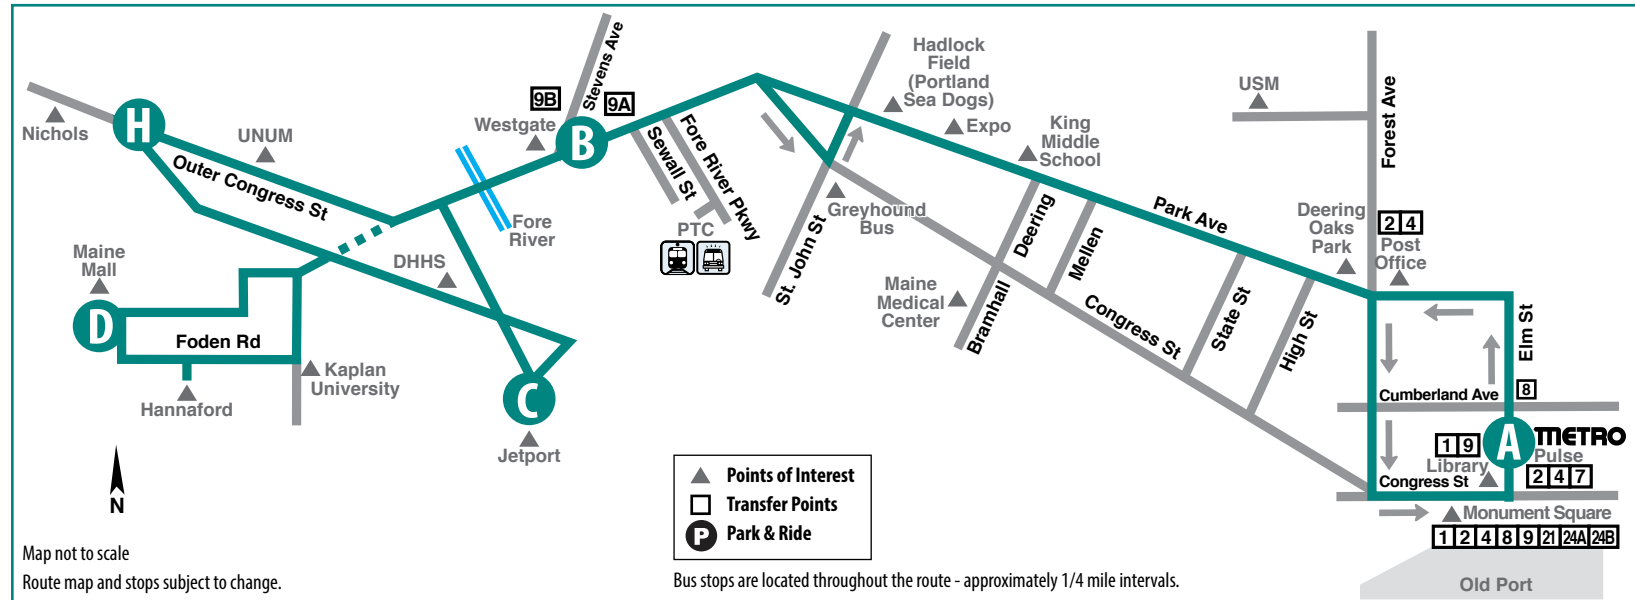 Nichols
H
UNUM
Outer Congress St
Maine
Mall
D
Foden Rd
Hannaford
Kaplan
University
DHHS
C
Jetport
9B
Westgate
Stevens Ave
9A
B
Fore
River
Sewall St
Fore River Pkwy
PTC
St. John St
Greyhound
Bus
Hadlock
Field
(Portland
Sea Dogs)
Expo
King
Middle
School
Maine
Medical
Center
Bramhall
Deering
Mellen
Park Ave
Congress St
State St
High St
USM
Forest Ave
Deering
Oaks
Park
2 4
Post
Office
Elm St
Cumberland Ave
8
A
METRO
Pulse
1 9
Library
2 4 7
Congress St
Monument Square
1 2 4 8 9 21 24A 24B
Old Port
N
Points of Interest
Transfer Points
P Park & Ride
Map not to scale
Route map and stops subject to change.
Bus stops are located throughout the route - approximately 1/4 mile intervals.